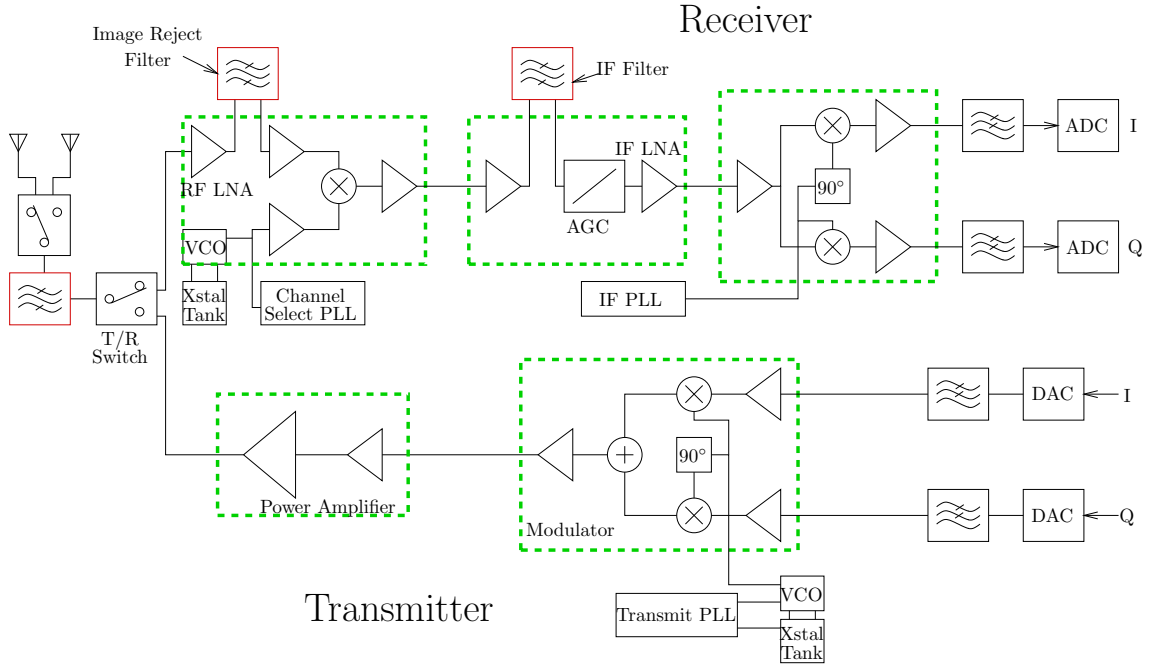 Receiver
Image Reject
Filter
IF Filter
RF LNA
IF LNA
AGC
90°
ADC
I
ADC
Q
VCO
Xstal
Tank
Channel
Select PLL
IF PLL
T/R
Switch
Power Amplifier
90°
Modulator
DAC
I
DAC
Q
Transmitter
Transmit PLL
VCO
Xstal
Tank